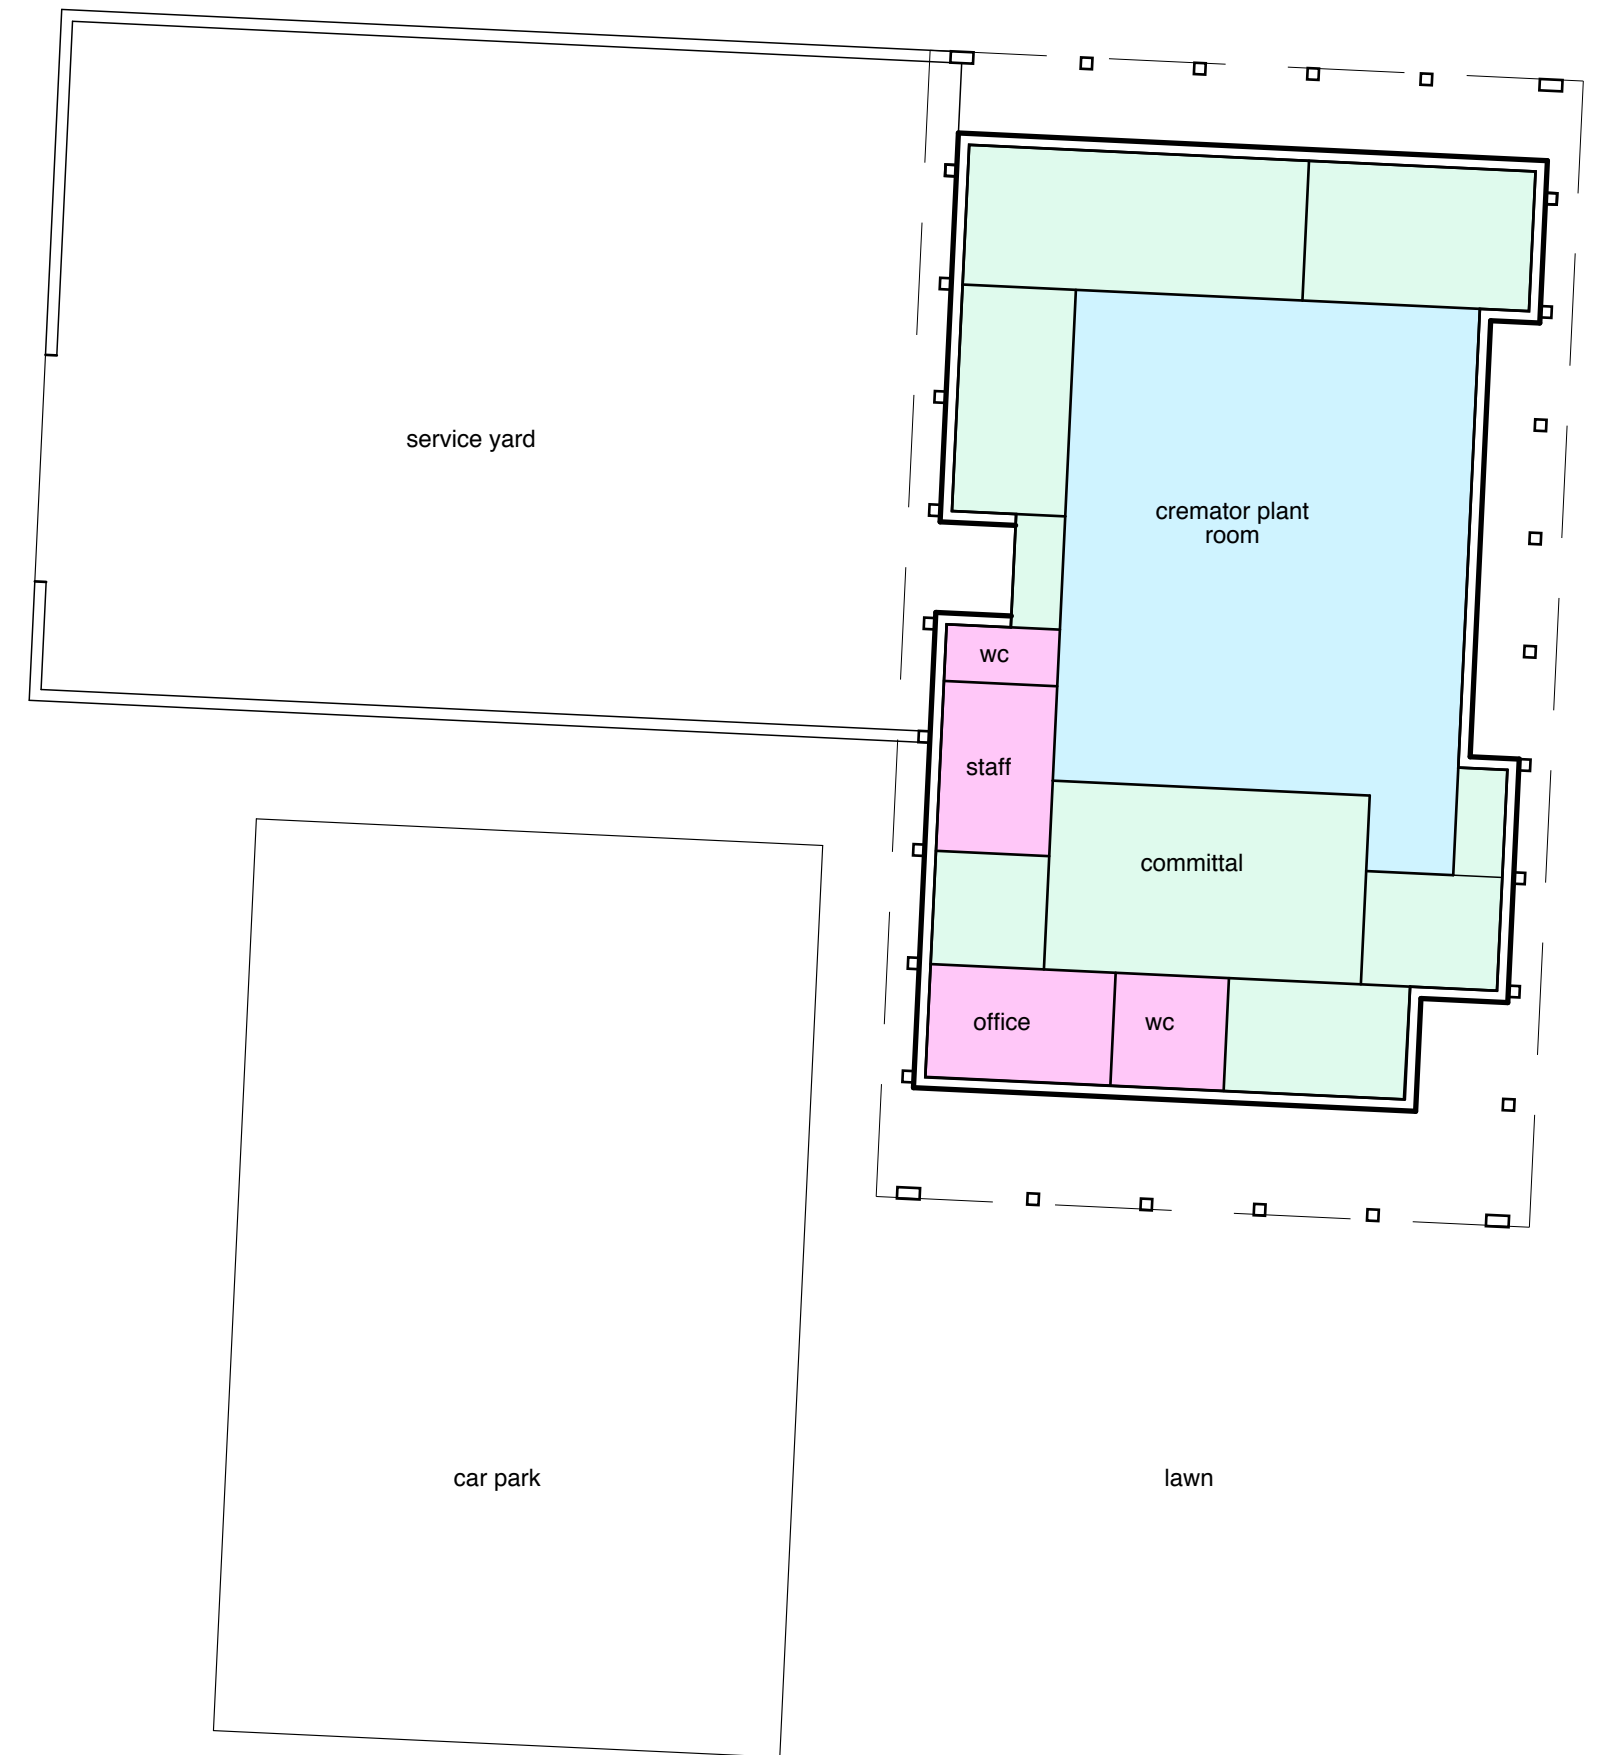 service yard
cremator plant
room
wc
staff
committal
office
wc
car park
lawn